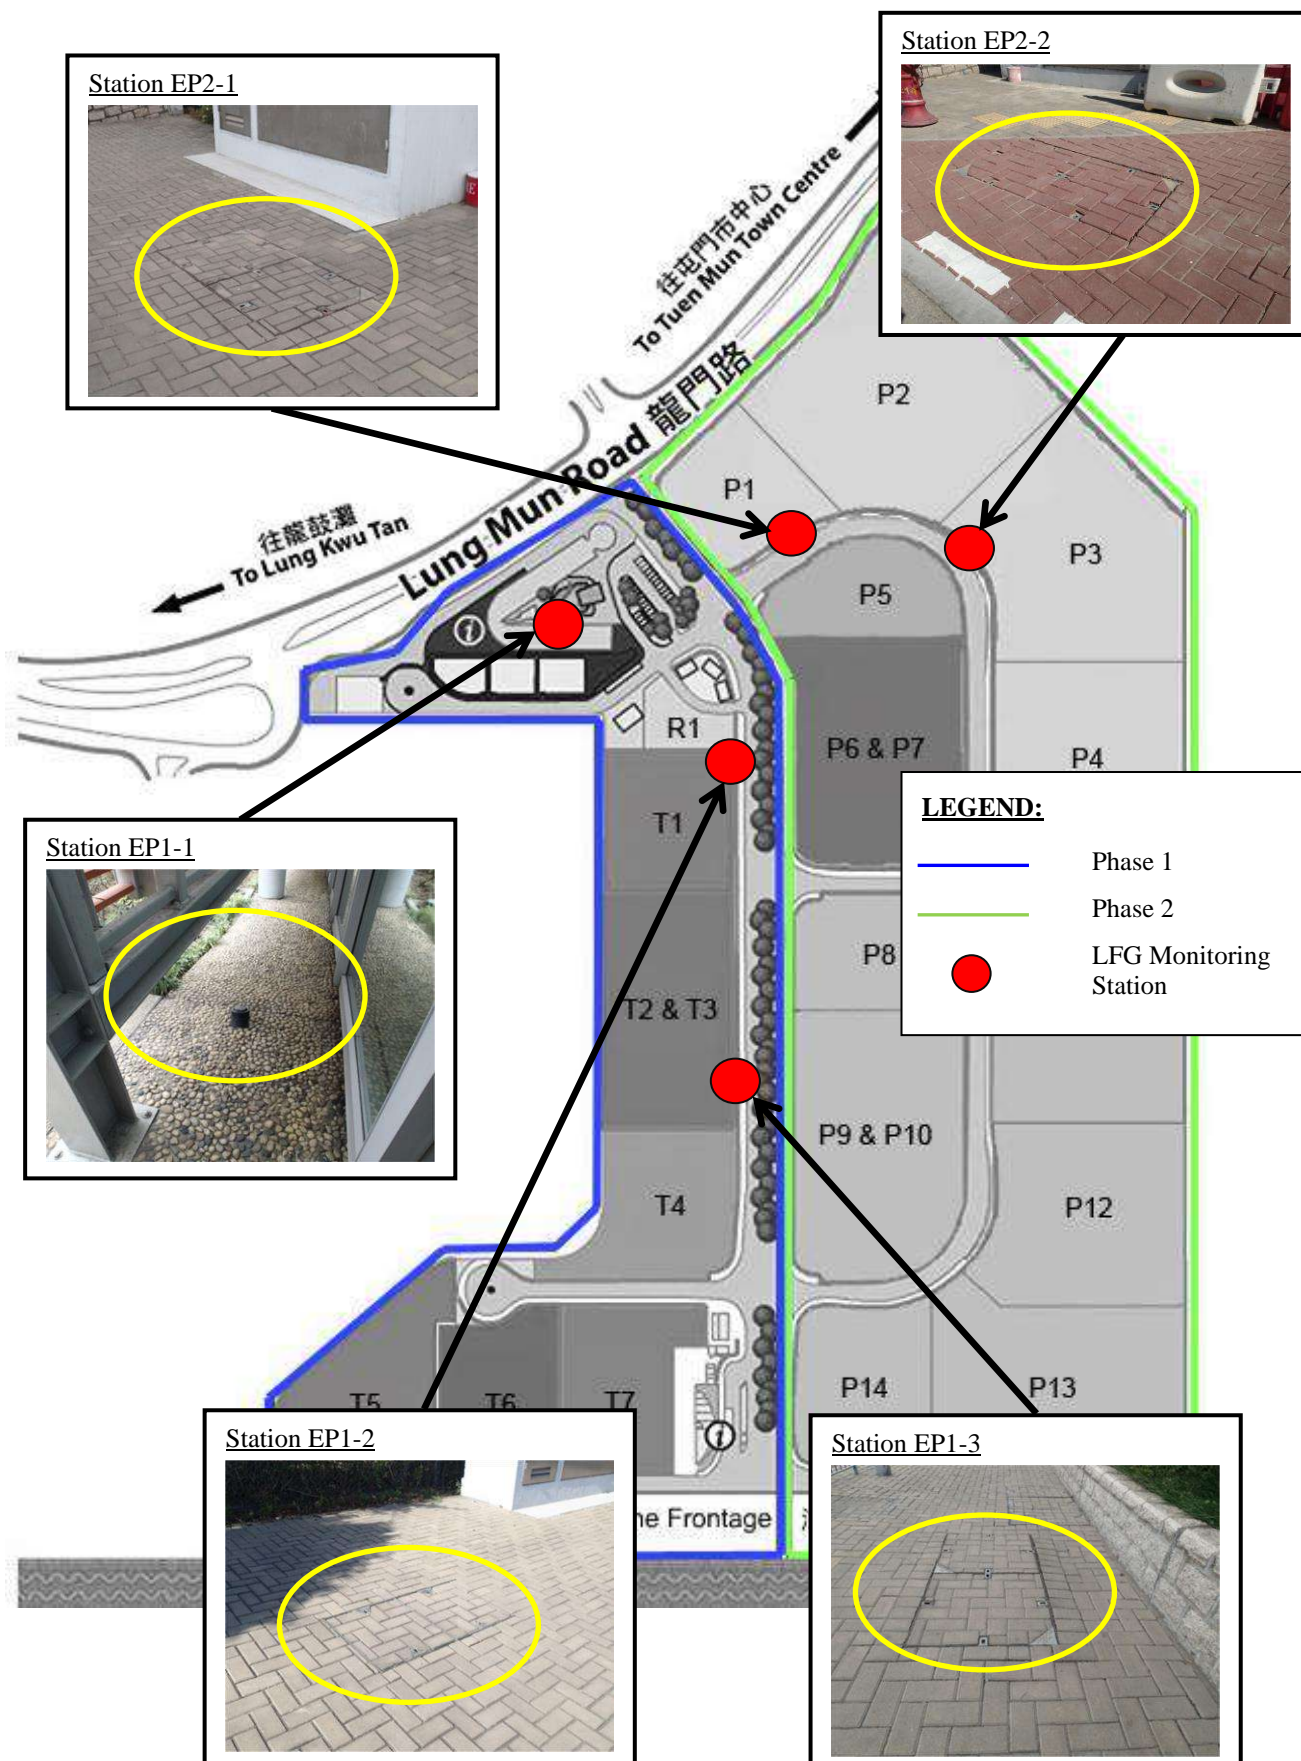 Station EP2-1
Station EP2-2
往屯門市中心
To Tuen Mun Town Centre
往龍鼓灘
To Lung Kwu Tan
Lung Mun Road 龍門路
P2
P1
P3
P5
R1
P6 & P7
P4
T1
LEGEND:
Phase 1
Phase 2
LFG Monitoring
Station
Station EP1-1
P8
T2 & T3
P9 & P10
T4
P12
T5
T6
T7
P14
P13
Station EP1-2
Station EP1-3
ne Frontage